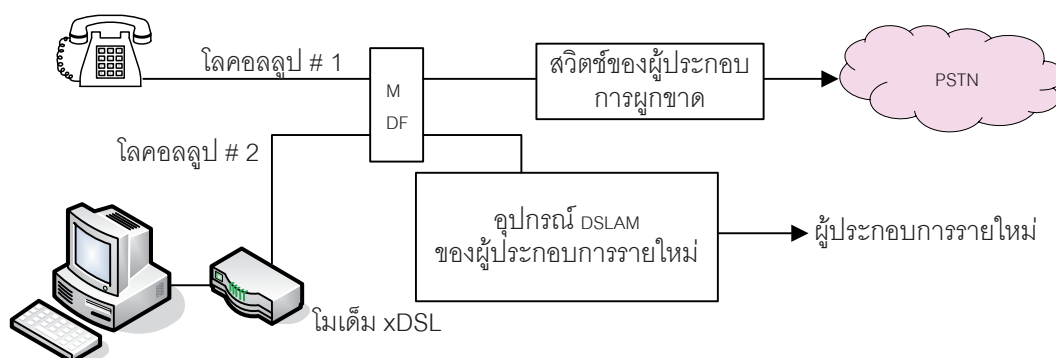 โลคอลลูป # 1
M
DF
สวิตช์ของผู้ประกอบ
การผูกขาด
PSTN
โลคอลลูป # 2
อุปกรณ์ DSLAM
ของผู้ประกอบการรายใหม่
ผู้ประกอบการรายใหม่
โมเด็ม xDSL